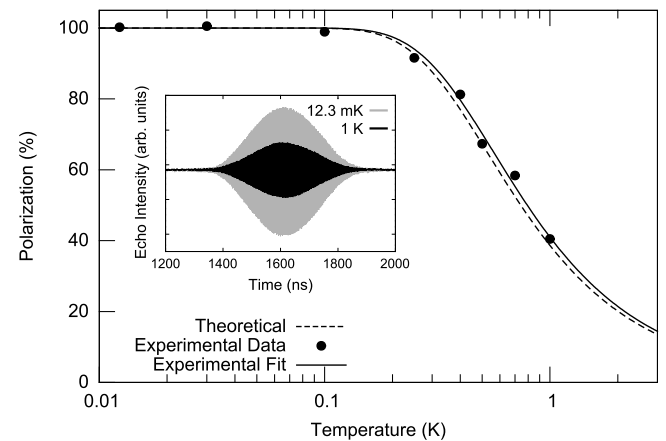 100
80
60
40
20
0
Polarization (%)
0.01
0.1
1
Temperature (K)
Echo Intensity (arb. units)
12.3 mK
1 K
1200
1400
1600
1800
2000
Time (ns)
Theoretical
Experimental Data
Experimental Fit